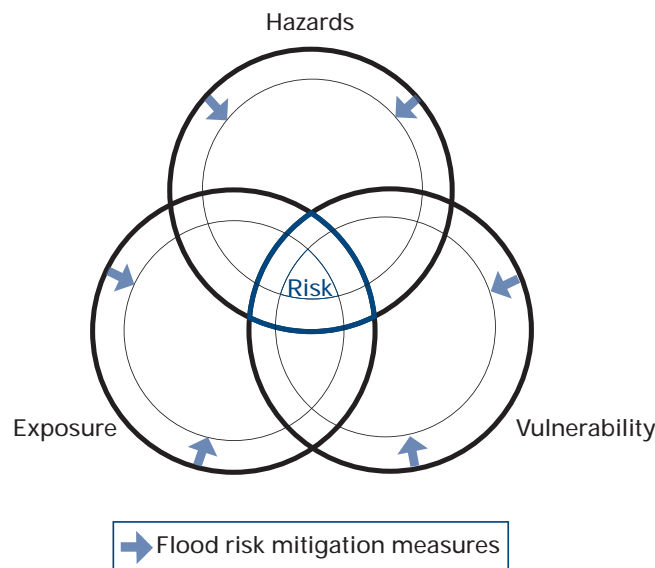 Hazards
Risk
Exposure
Vulnerability
Flood risk mitigation measures